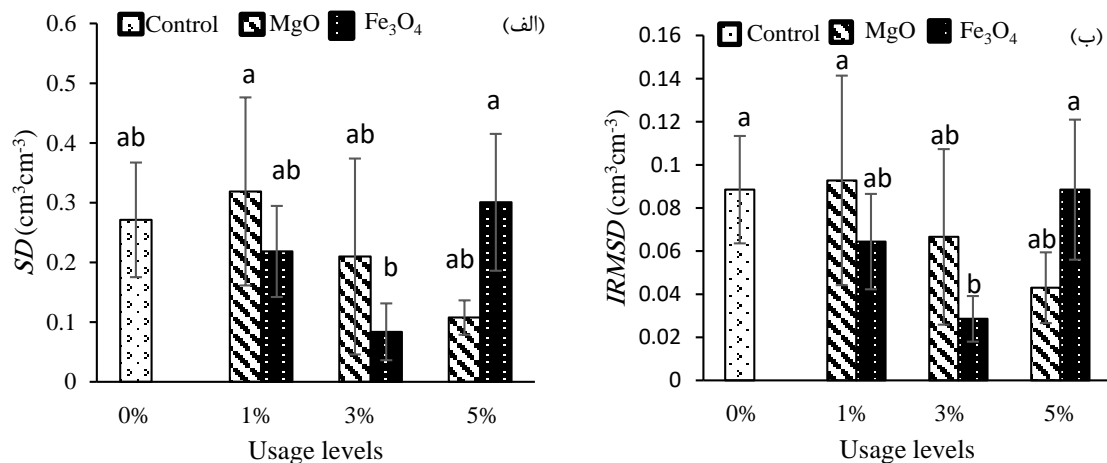 Control MgO Fe₃O₄ (الف)
SD (cm³cm⁻³)
0.6
0.5
0.4
0.3
0.2
0.1
0
ab
a
ab
ab
b
ab
a
0% 1% 3% 5%
Usage levels
Control MgO Fe₃O₄ (ب)
IRMSD (cm³cm⁻³)
0.16
0.14
0.12
0.1
0.08
0.06
0.04
0.02
0
a
a
ab
ab
b
ab
a
0% 1% 3% 5%
Usage levels